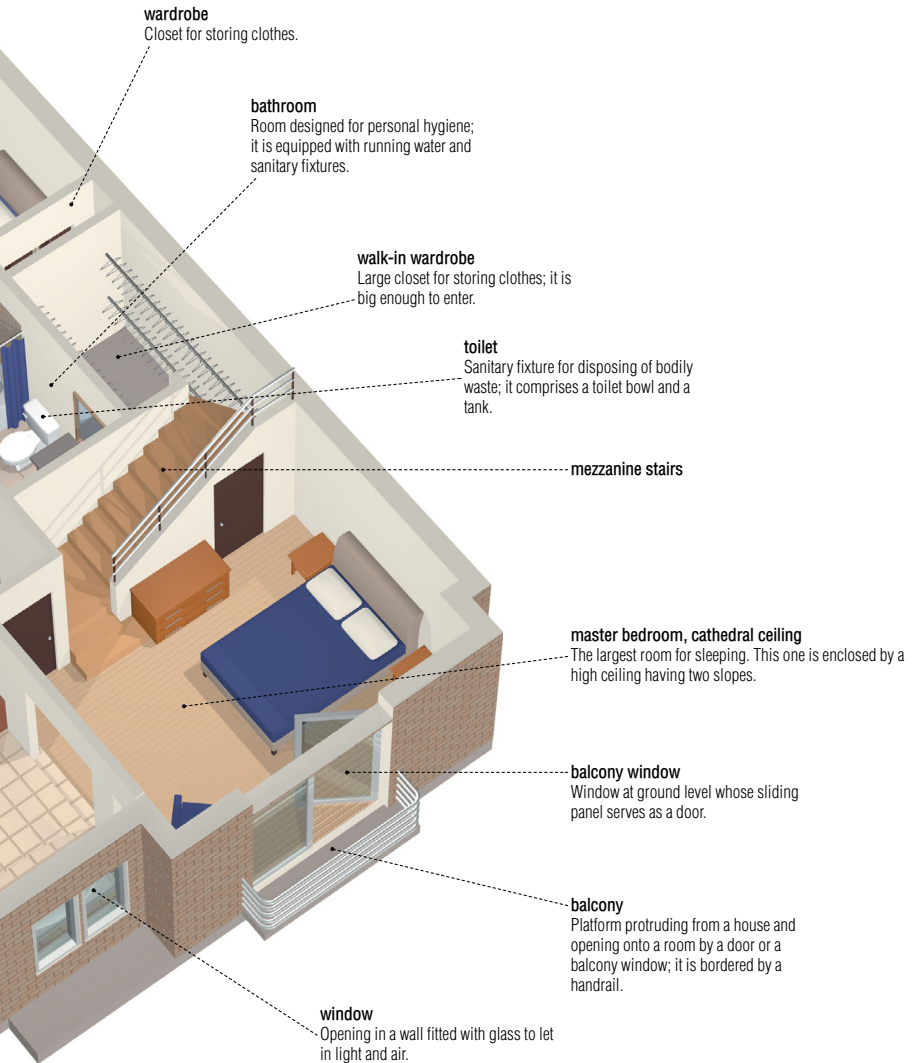 wardrobe
Closet for storing clothes.
bathroom
Room designed for personal hygiene;
it is equipped with running water and
sanitary fixtures.
walk-in wardrobe
Large closet for storing clothes; it is
big enough to enter.
toilet
Sanitary fixture for disposing of bodily
waste; it comprises a toilet bowl and a
tank.
mezzanine stairs
master bedroom, cathedral ceiling
The largest room for sleeping. This one is enclosed by a
high ceiling having two slopes.
balcony window
Window at ground level whose sliding
panel serves as a door.
balcony
Platform protruding from a house and
opening onto a room by a door or a
balcony window; it is bordered by a
handrail.
window
Opening in a wall fitted with glass to let
in light and air.